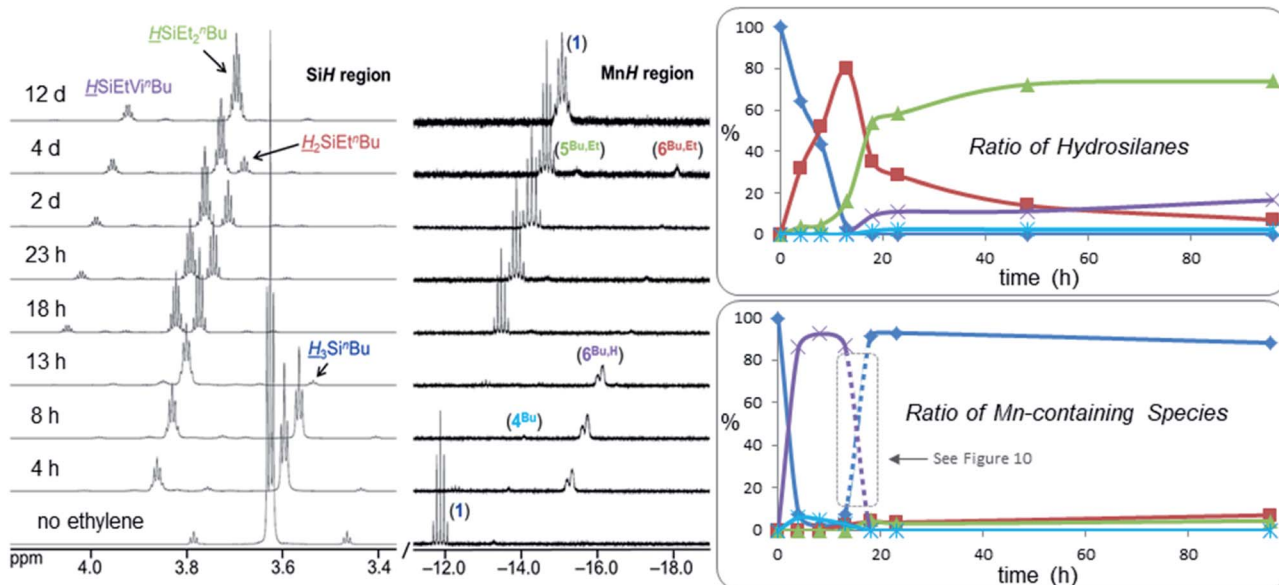 HSiEt₂ⁿBu
HSiEtViⁿBu
SiH region
12 d
4 d
H₂SiEtⁿBu
2 d
23 h
18 h
H₃SiⁿBu
13 h
8 h
4 h
no ethylene
ppm
4.0 3.8 3.6 3.4
(1)
MnH region
(5ᴮᵘ,ᴱᵗ) (6ᴮᵘ,ᴱᵗ)
(6ᴮᵘ,ᴴ)
(4ᴮᵘ)
(1)
−12.0 −14.0 −16.0 −18.0
100
80
60
%
40
20
0
Ratio of Hydrosilanes
0 20 40 60 80
time (h)
100
80
60
%
40
20
0
Ratio of Mn-containing Species
See Figure 10
0 20 40 60 80
time (h)